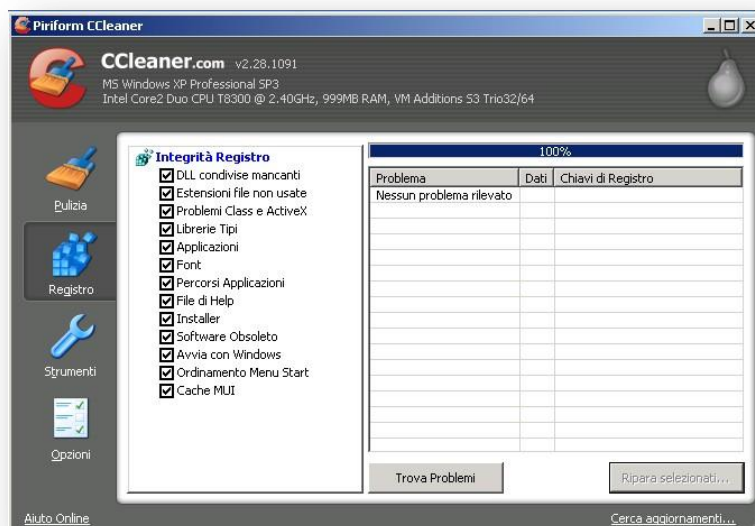 Piriform CCleaner
CCleaner.com v2.28.1091
MS Windows XP Professional SP3
Intel Core2 Duo CPU T8300 @ 2.40GHz, 999MB RAM, VM Additions S3 Trio32/64
Pulizia
Registro
Strumenti
Opzioni
Integrità Registro
DLL condivise mancanti
Estensioni file non usate
Problemi Class e ActiveX
Librerie Tipi
Applicazioni
Font
Percorsi Applicazioni
File di Help
Installer
Software Obsoleto
Avvia con Windows
Ordinamento Menu Start
Cache MUI
100%
Problema Dati Chiavi di Registro
Nessun problema rilevato
Trova Problemi Ripara selezionati...
Aiuto Online Cerca aggiornamenti...